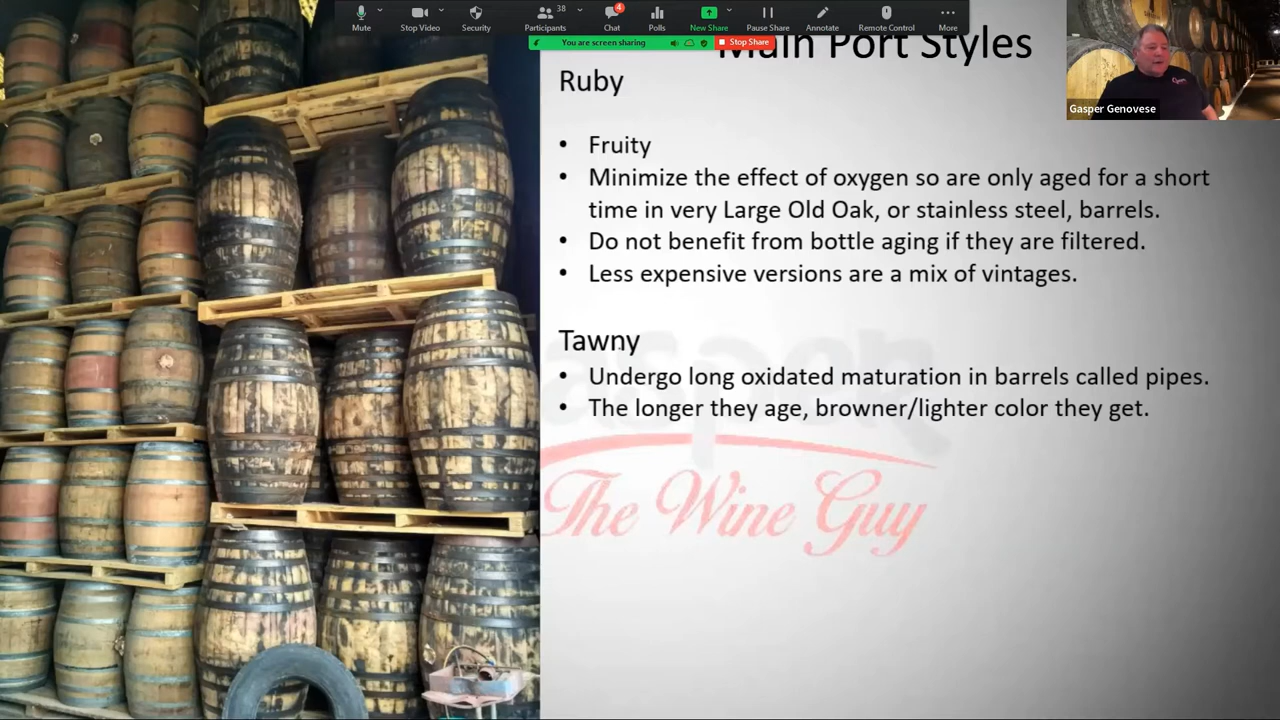 38
4
Mute
Stop Video
Security
Participants
Chat
Polls
New Share
Pause Share
Annotate
Remote Control
More
You are screen sharing
Stop Share
Main Port Styles
Gasper Genovese
Ruby
• Fruity
• Minimize the effect of oxygen so are only aged for a short
time in very Large Old Oak, or stainless steel, barrels.
• Do not benefit from bottle aging if they are filtered.
• Less expensive versions are a mix of vintages.
Tawny
• Undergo long oxidated maturation in barrels called pipes.
• The longer they age, browner/lighter color they get.
asper
The Wine Guy